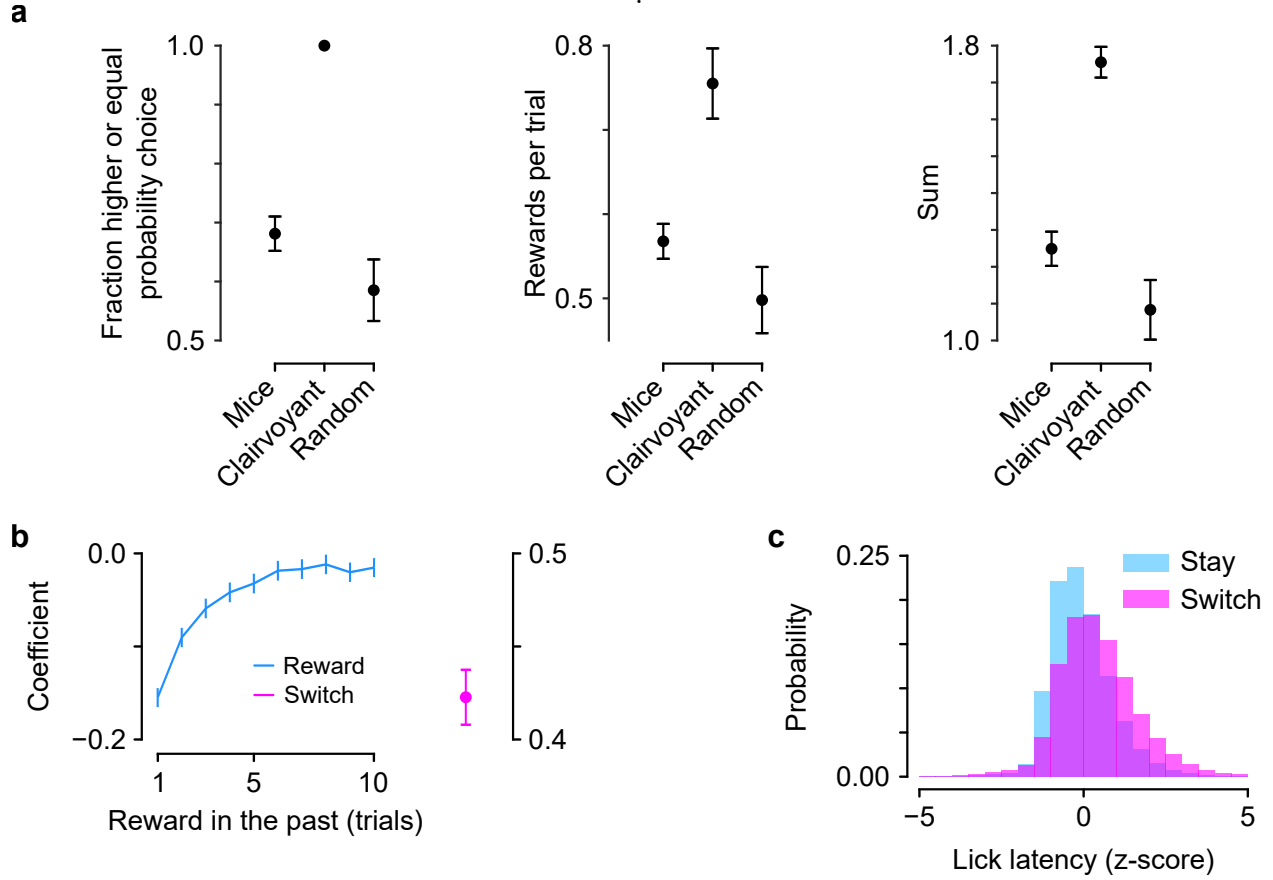 a
Fraction higher or equal
probability choice
1.0
0.5
Mice
Clairvoyant
Random
Rewards per trial
0.8
0.5
Mice
Clairvoyant
Random
Sum
1.8
1.0
Mice
Clairvoyant
Random
b
Coefficient
0.0
−0.2
Reward
Switch
0.5
0.4
1
5
10
Reward in the past (trials)
c
Probability
0.25
0.00
Stay
Switch
−5
0
5
Lick latency (z-score)